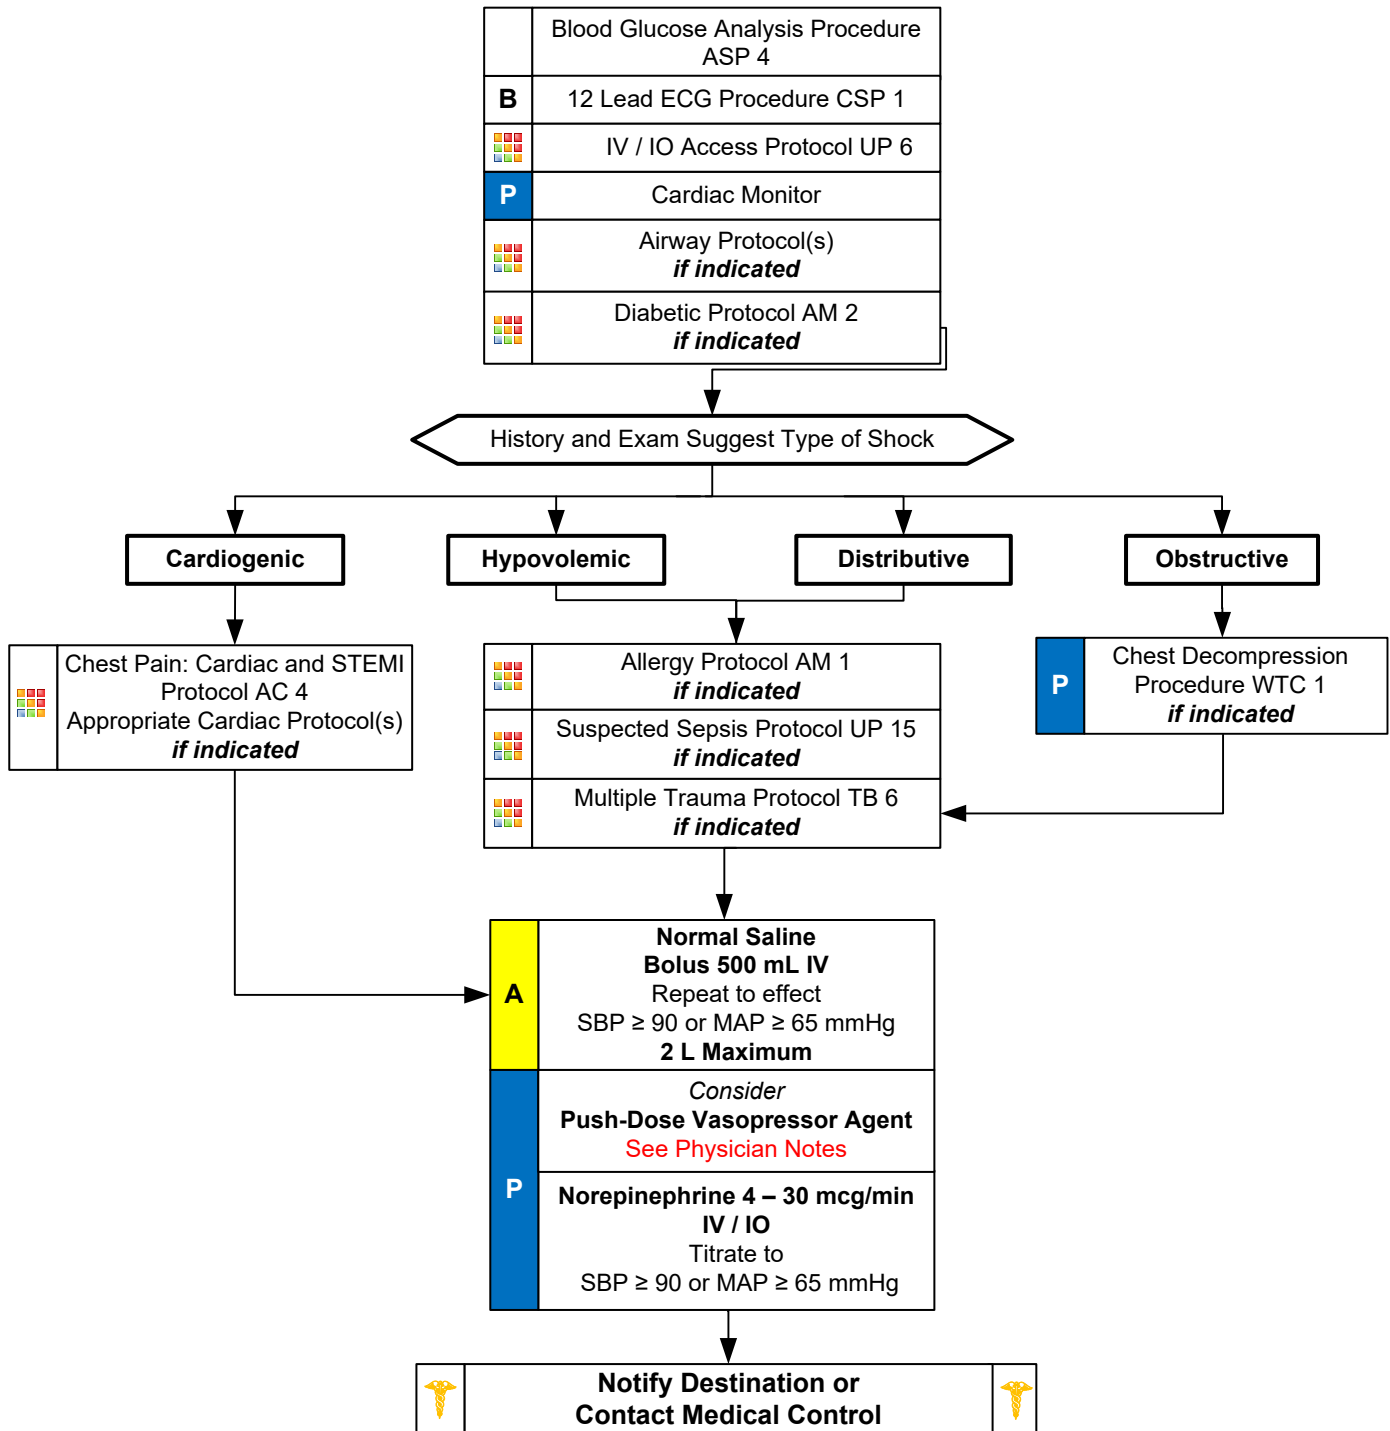 Blood Glucose Analysis Procedure
ASP 4
B
12 Lead ECG Procedure CSP 1
IV / IO Access Protocol UP 6
P
Cardiac Monitor
Airway Protocol(s)
if indicated
Diabetic Protocol AM 2
if indicated
History and Exam Suggest Type of Shock
Cardiogenic
Hypovolemic
Distributive
Obstructive
Chest Pain: Cardiac and STEMI
Protocol AC 4
Appropriate Cardiac Protocol(s)
if indicated
Allergy Protocol AM 1
if indicated
Suspected Sepsis Protocol UP 15
if indicated
Multiple Trauma Protocol TB 6
if indicated
P
Chest Decompression
Procedure WTC 1
if indicated
A
Normal Saline
Bolus 500 mL IV
Repeat to effect
SBP ≥ 90 or MAP ≥ 65 mmHg
2 L Maximum
P
Consider
Push-Dose Vasopressor Agent
See Physician Notes
Norepinephrine 4 – 30 mcg/min
IV / IO
Titrate to
SBP ≥ 90 or MAP ≥ 65 mmHg
Notify Destination or
Contact Medical Control